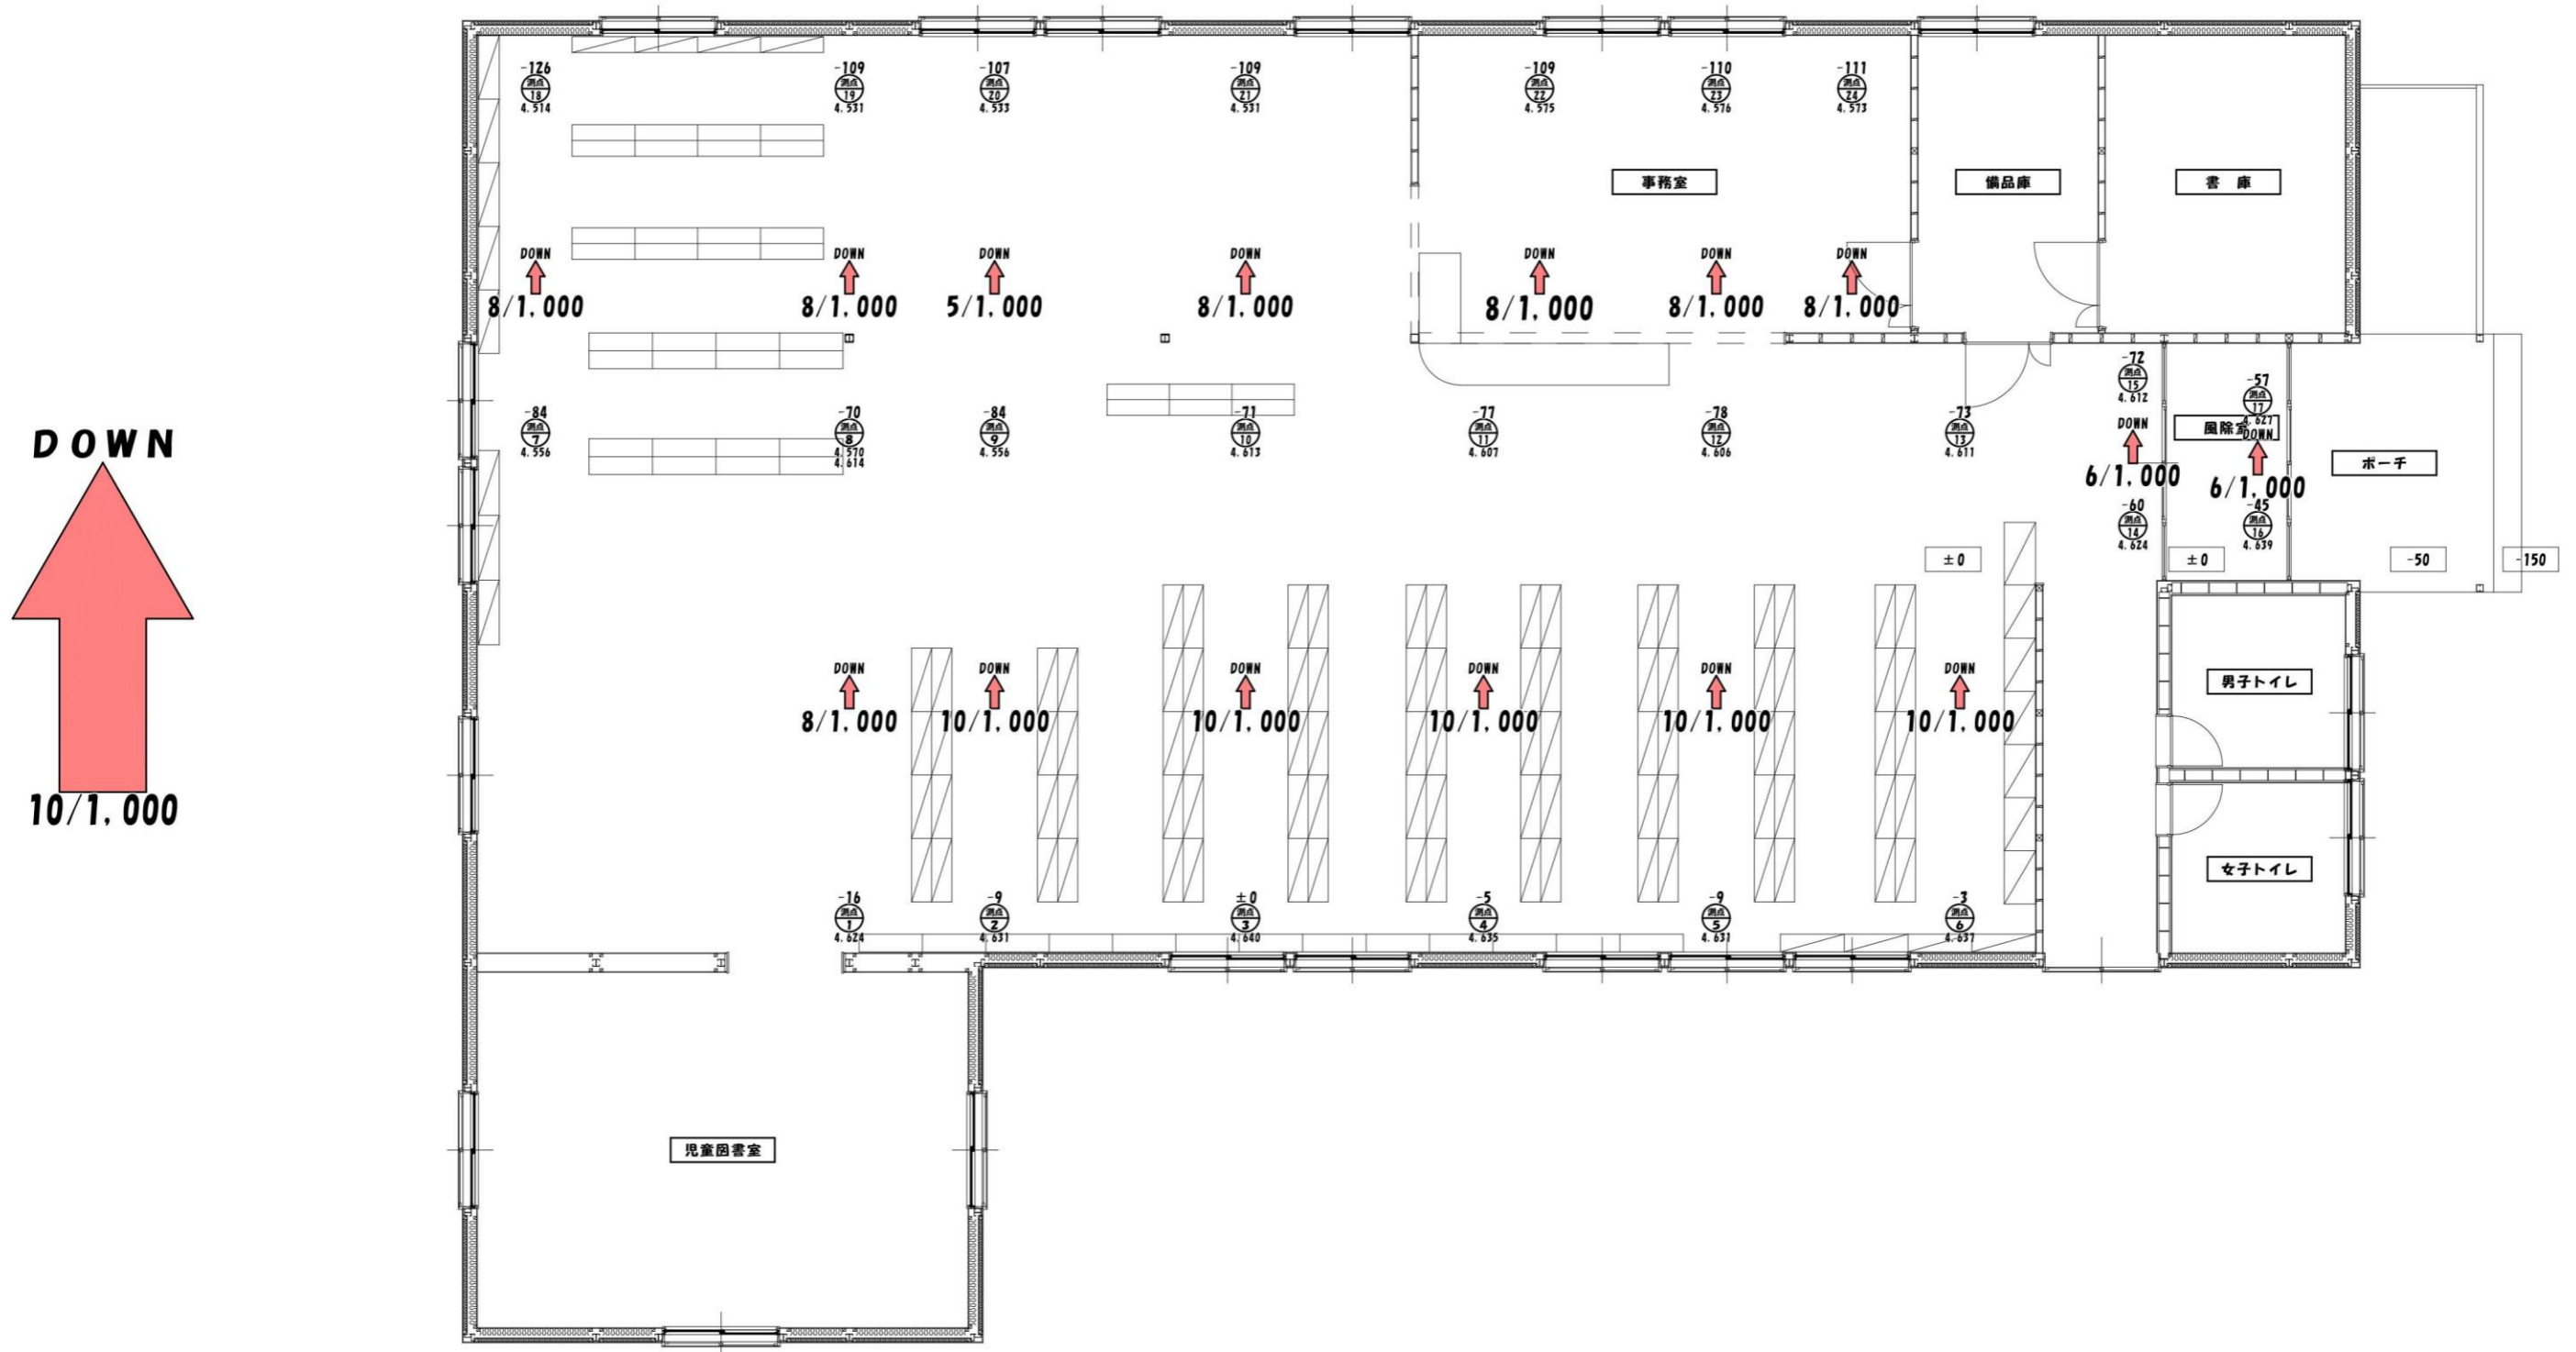 -126
測点
18
4.514
-109
測点
19
4.531
-107
測点
20
4.533
-109
測点
21
4.531
-109
測点
22
4.575
-110
測点
23
4.576
-111
測点
24
4.573
事務室
備品庫
書 庫
DOWN
8/1,000
DOWN
8/1,000
DOWN
5/1,000
DOWN
8/1,000
DOWN
8/1,000
DOWN
8/1,000
DOWN
8/1,000
DOWN
10/1,000
-84
測点
7
4.556
-70
測点
8
4.570
4.614
-84
測点
9
4.556
-71
測点
10
4.613
-77
測点
11
4.607
-78
測点
12
4.606
-73
測点
13
4.611
-72
測点
15
4.612
DOWN
6/1,000
-60
測点
14
4.624
-57
測点
17
4.627
風除室
DOWN
6/1,000
-45
測点
16
4.639
ポーチ
±0
±0
-50
-150
DOWN
8/1,000
DOWN
10/1,000
DOWN
10/1,000
DOWN
10/1,000
DOWN
10/1,000
DOWN
10/1,000
男子トイレ
女子トイレ
-16
測点
1
4.624
-9
測点
2
4.631
±0
測点
3
4.640
-5
測点
4
4.635
-9
測点
5
4.631
-3
測点
6
4.637
児童図書室